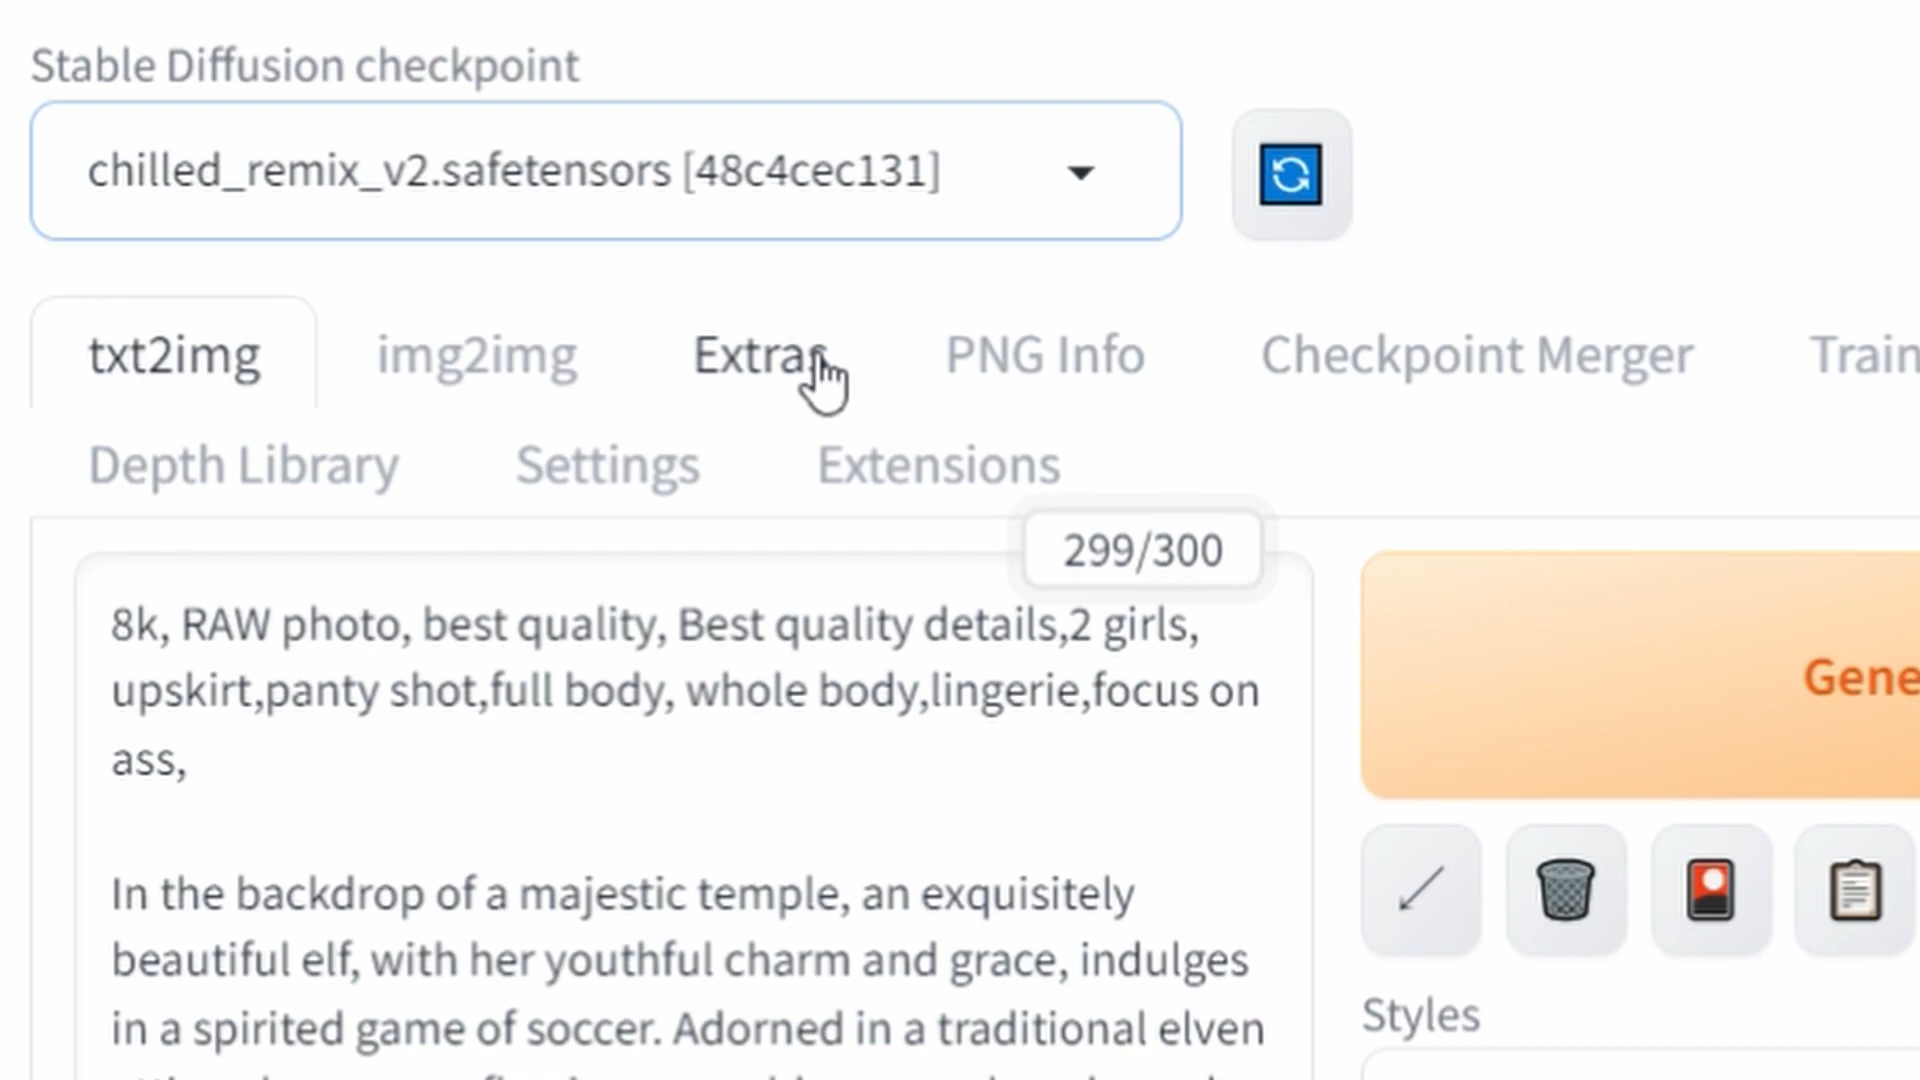 Stable Diffusion checkpoint
chilled_remix_v2.safetensors [48c4cec131]
txt2img img2img Extras PNG Info Checkpoint Merger Train
Depth Library Settings Extensions
299/300
8k, RAW photo, best quality, Best quality details,2 girls,
upskirt,panty shot,full body, whole body,lingerie,focus on
ass,
Gene
In the backdrop of a majestic temple, an exquisitely
beautiful elf, with her youthful charm and grace, indulges
in a spirited game of soccer. Adorned in a traditional elven
Styles